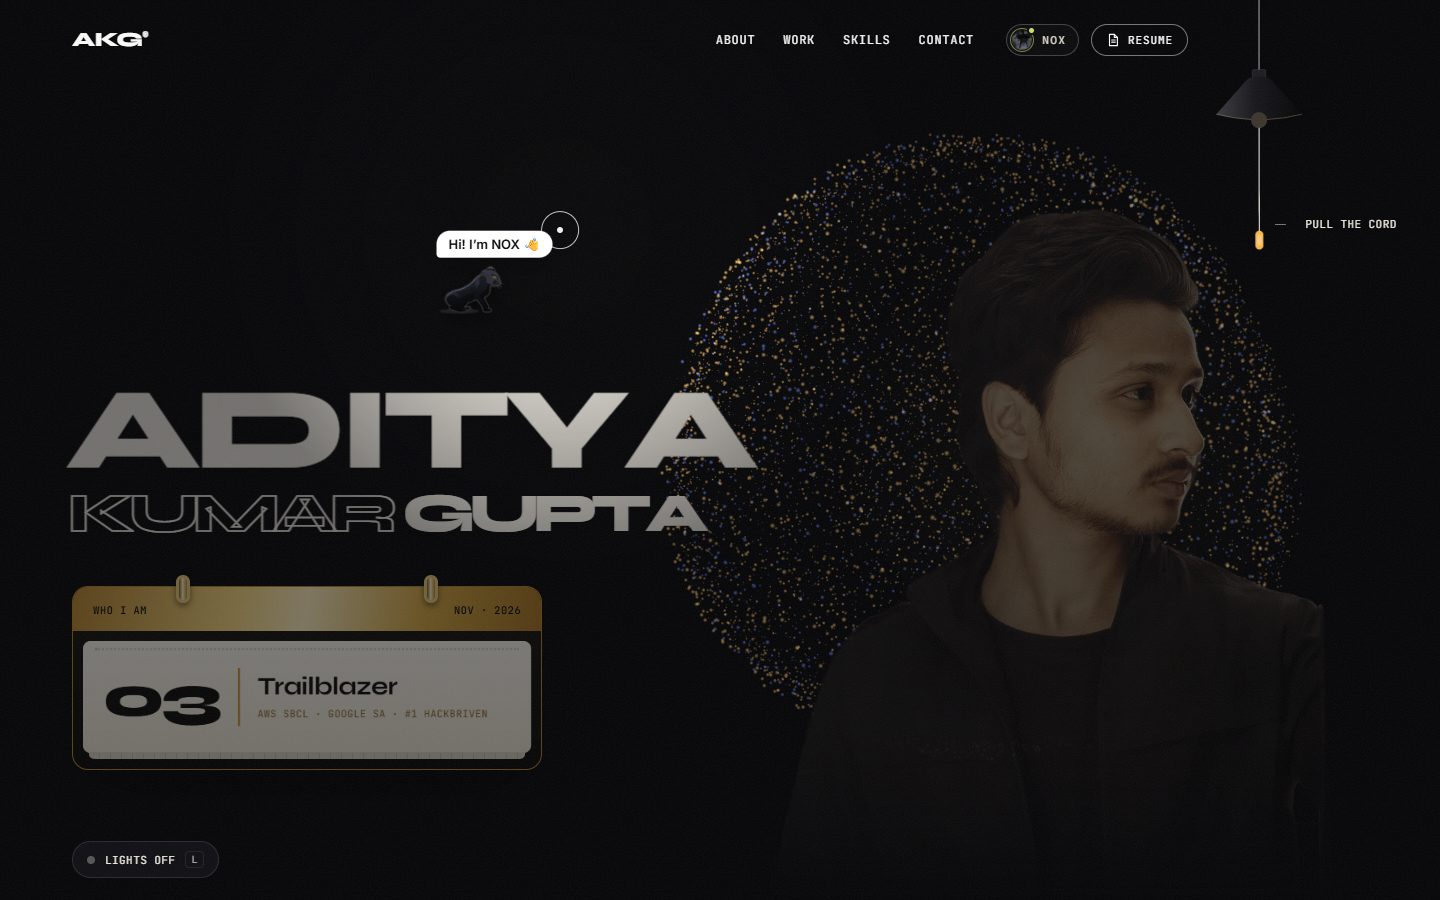 AKG®
ABOUT WORK SKILLS CONTACT NOX RESUME
PULL THE CORD
Hi! I'm NOX 👋
ADITYA
KUMAR GUPTA
WHO I AM NOV · 2026
03 Trailblazer
AWS SBCL · GOOGLE SA · #1 HACKBRIVEN
LIGHTS OFF L